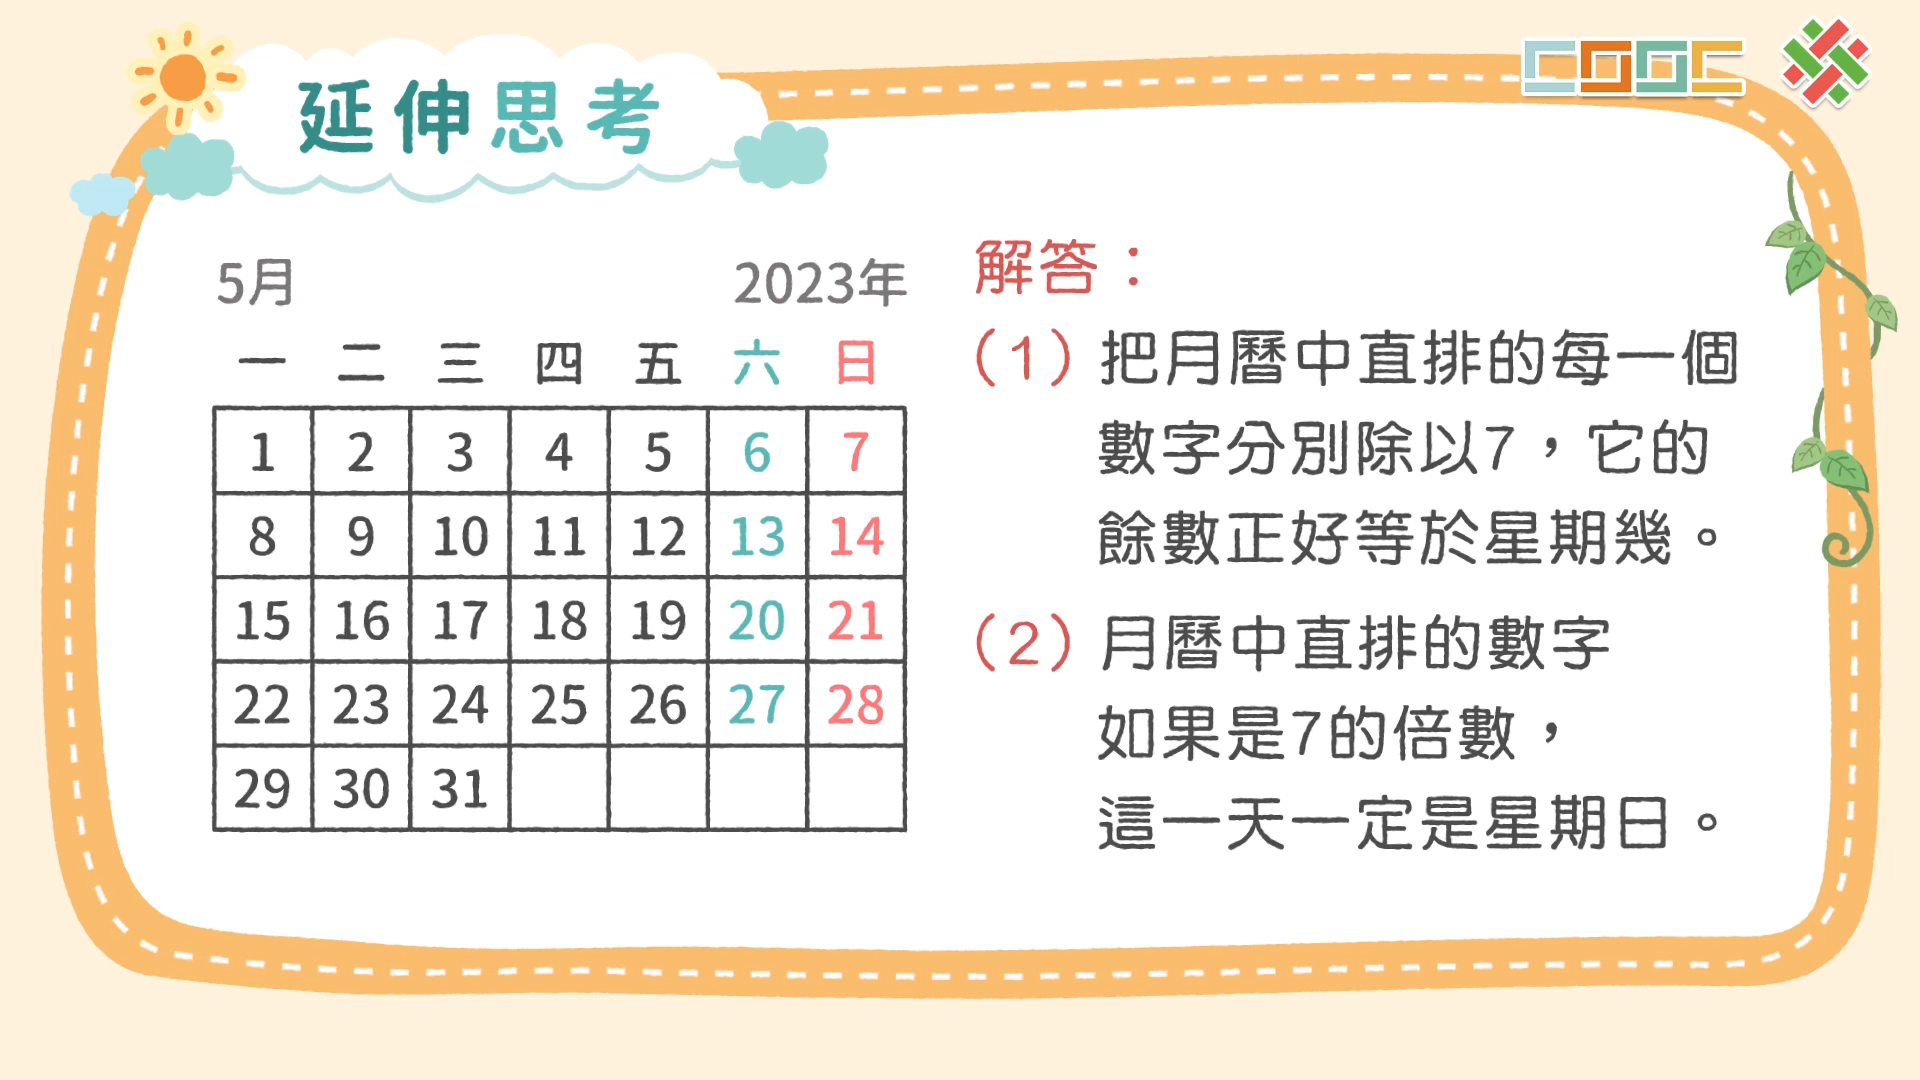 延伸思考
5月 2023年
一 二 三 四 五 六 日
1 2 3 4 5 6 7
8 9 10 11 12 13 14
15 16 17 18 19 20 21
22 23 24 25 26 27 28
29 30 31
解答：
（1）把月曆中直排的每一個
數字分別除以7，它的
餘數正好等於星期幾。
（2）月曆中直排的數字
如果是7的倍數，
這一天一定是星期日。